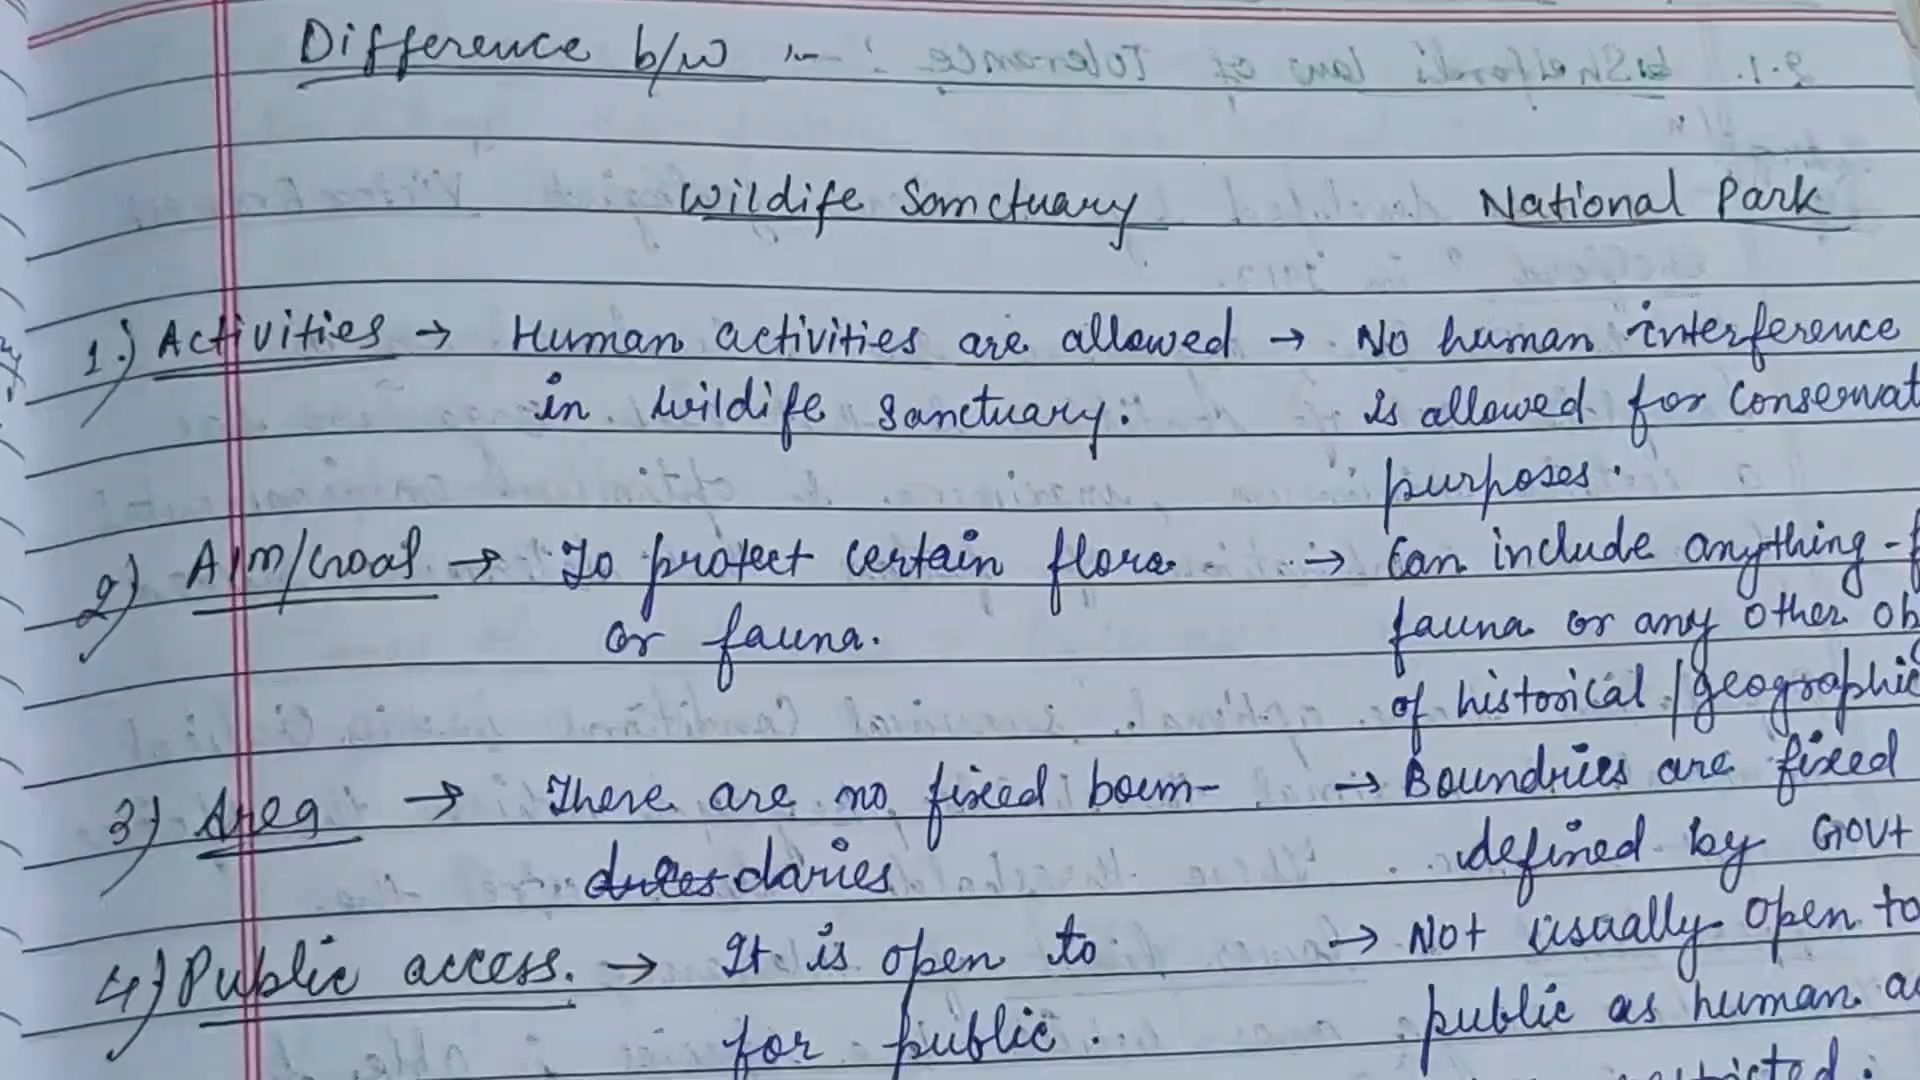 Difference b/w :-
Wildife Sanctuary National Park
1.) Activities → Human activities are allowed → No human interference
in wildife sanctuary. is allowed for conservat
purposes.
2) Aim/Goal → To protect certain flora → Can include anything - f
or fauna. fauna or any other ob
of historical /geographic
3) Area → There are no fixed boun- → Boundries are fixed
daries defined by Govt
4) Public access. → It is open to → Not usually open to
for public. public as human ac